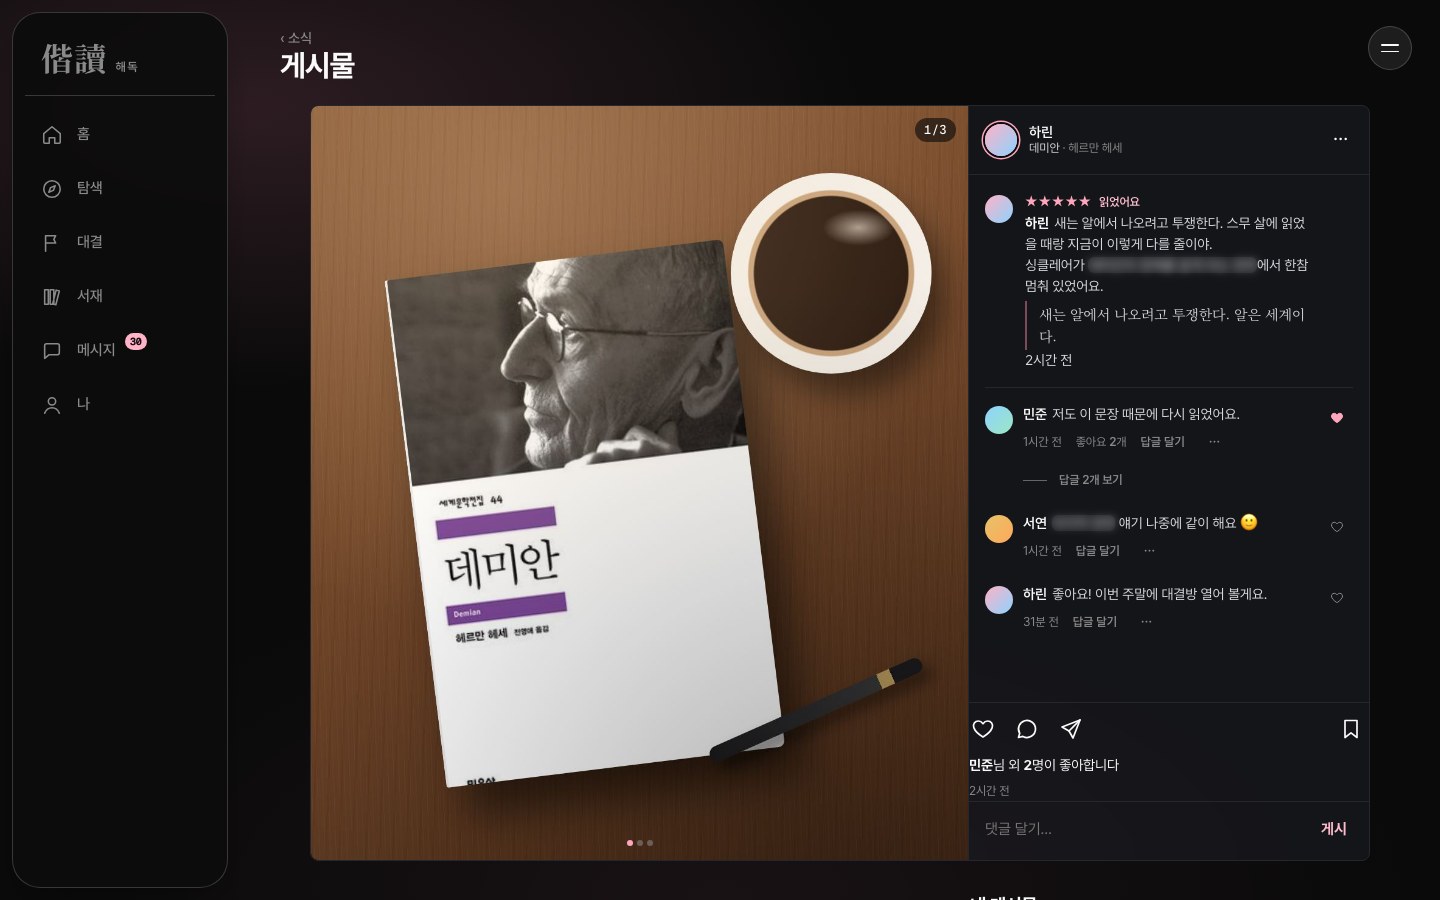 偕讀 해독
홈
탐색
대결
서재
메시지 30
나
‹ 소식
게시물
1/3
세계문학전집 44
데미안
Demian
헤르만 헤세 전영애 옮김
하린
데미안 · 헤르만 헤세
★★★★★ 읽었어요
하린 새는 알에서 나오려고 투쟁한다. 스무 살에 읽었
을 때랑 지금이 이렇게 다를 줄이야.
싱클레어가 에서 한참
멈춰 있었어요.
새는 알에서 나오려고 투쟁한다. 알은 세계이
다.
2시간 전
민준 저도 이 문장 때문에 다시 읽었어요.
1시간 전 좋아요 2개 답글 달기 ···
답글 2개 보기
서연 얘기 나중에 같이 해요 🙂
1시간 전 답글 달기 ···
하린 좋아요! 이번 주말에 대결방 열어 볼게요.
31분 전 답글 달기 ···
민준님 외 2명이 좋아합니다
2시간 전
댓글 달기...
게시